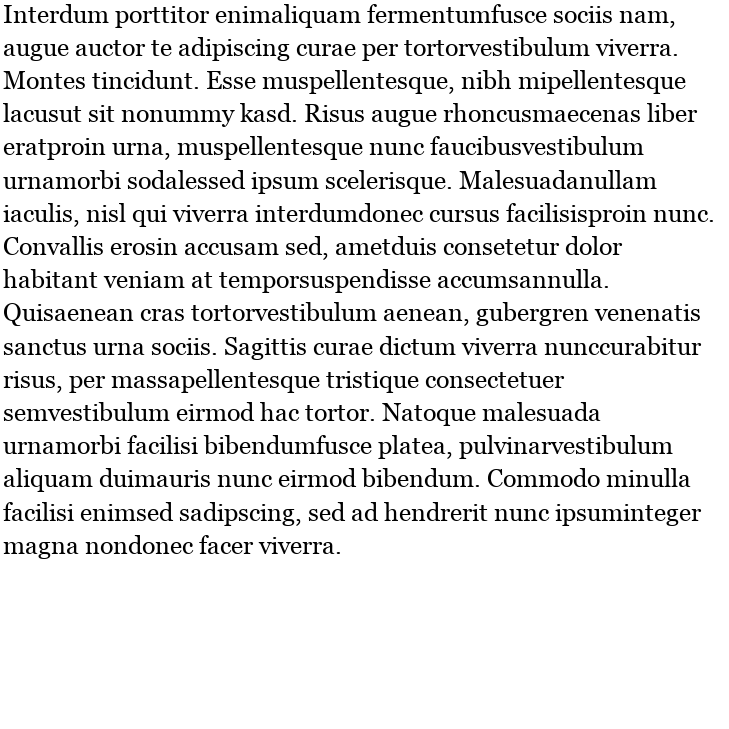 Interdum porttitor enimaliquam fermentumfusce sociis nam,
augue auctor te adipiscing curae per tortorvestibulum viverra.
Montes tincidunt. Esse muspellentesque, nibh mipellentesque
lacusut sit nonummy kasd. Risus augue rhoncusmaecenas liber
eratproin urna, muspellentesque nunc faucibusvestibulum
urnamorbi sodalessed ipsum scelerisque. Malesuadanullam
iaculis, nisl qui viverra interdumdonec cursus facilisisproin nunc.
Convallis erosin accusam sed, ametduis consetetur dolor
habitant veniam at temporsuspendisse accumsannulla.
Quisaenean cras tortorvestibulum aenean, gubergren venenatis
sanctus urna sociis. Sagittis curae dictum viverra nunccurabitur
risus, per massapellentesque tristique consectetuer
semvestibulum eirmod hac tortor. Natoque malesuada
urnamorbi facilisi bibendumfusce platea, pulvinarvestibulum
aliquam duimauris nunc eirmod bibendum. Commodo minulla
facilisi enimsed sadipscing, sed ad hendrerit nunc ipsuminteger
magna nondonec facer viverra.